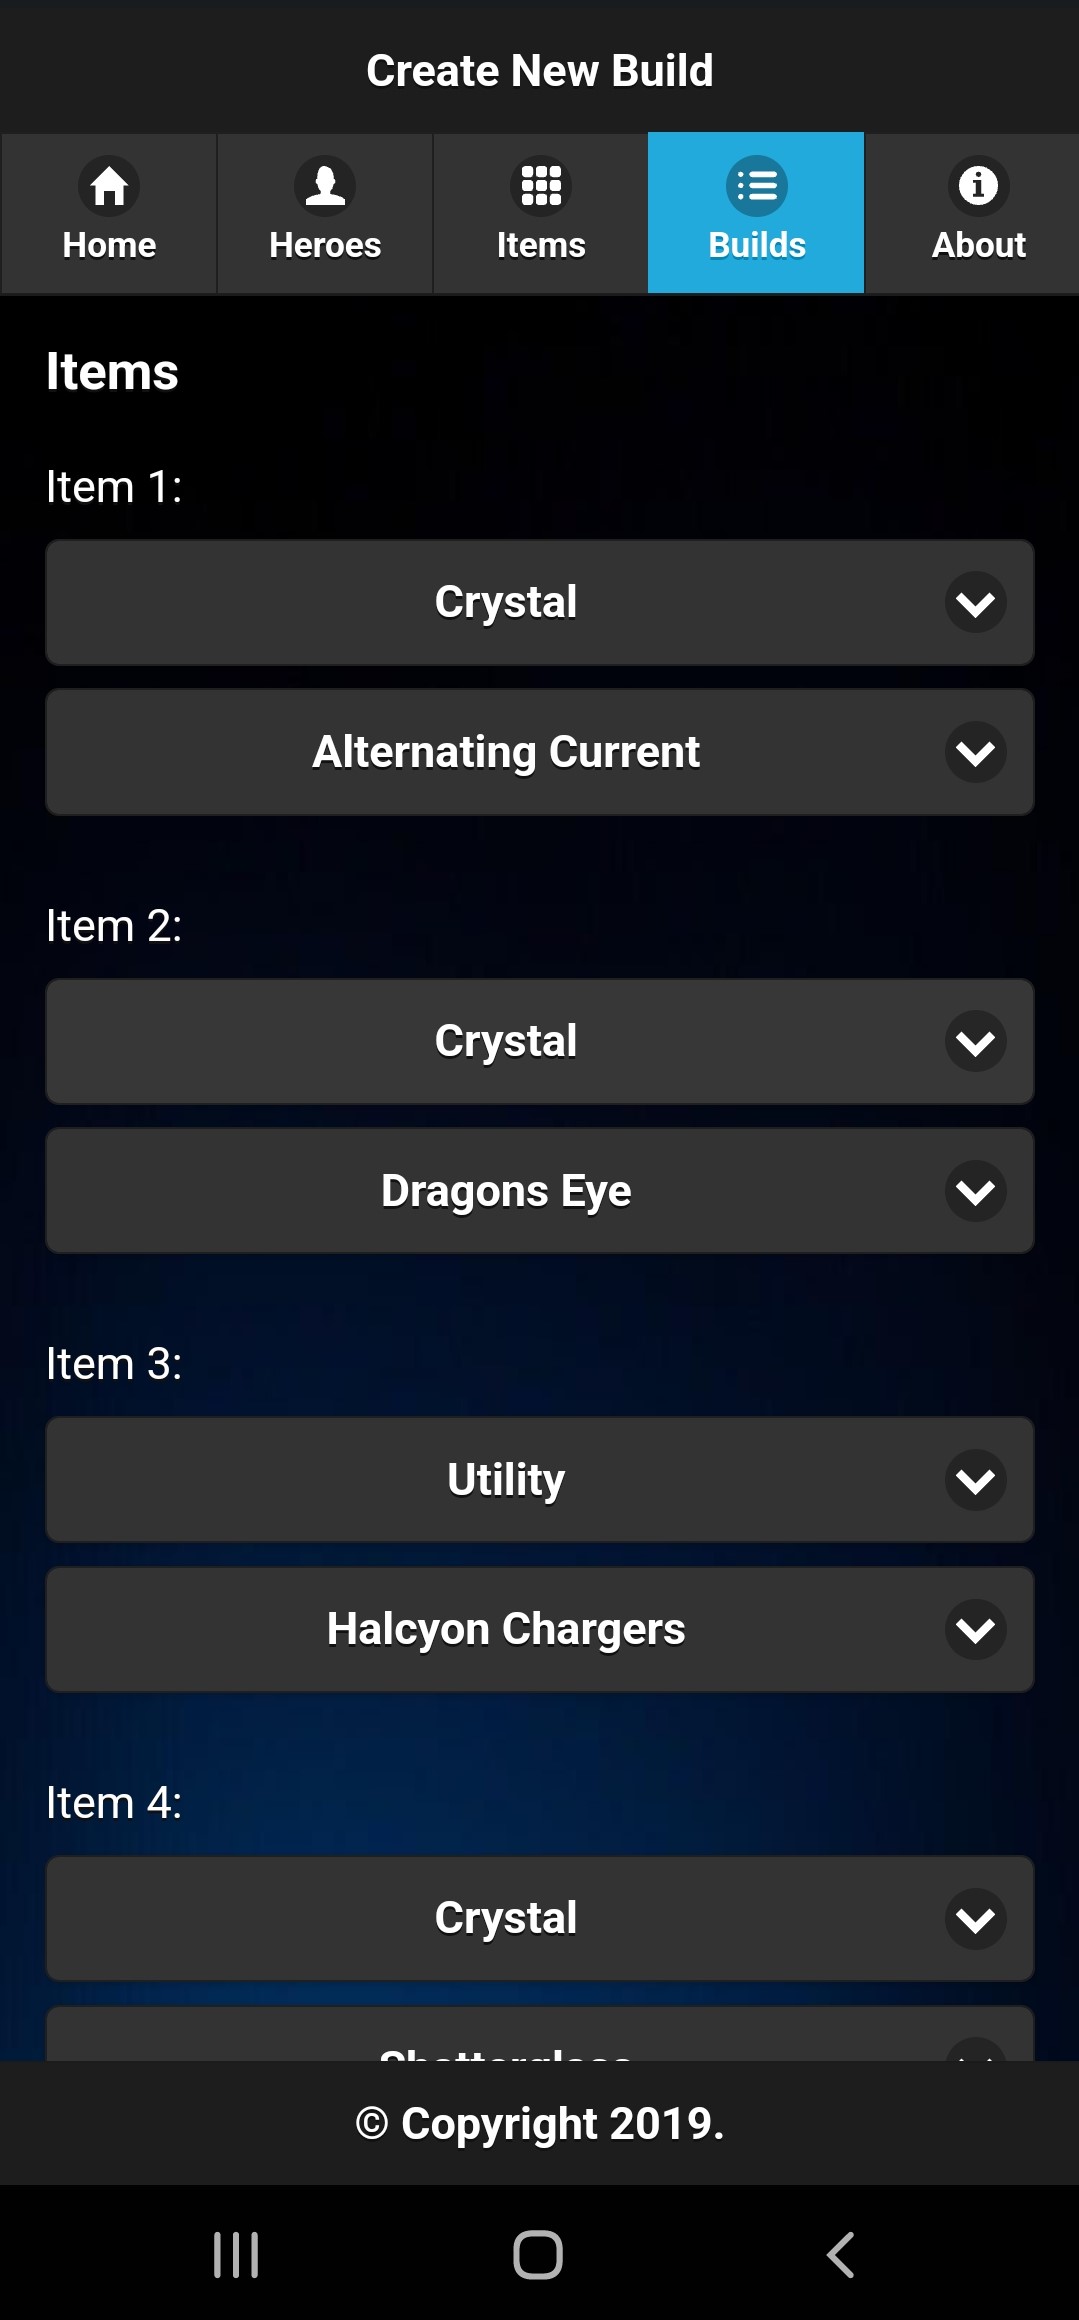 Create New Build
Home
Heroes
Items
Builds
About
Items
Item 1:
Crystal
Alternating Current
Item 2:
Crystal
Dragons Eye
Item 3:
Utility
Halcyon Chargers
Item 4:
Crystal
Shatterglass
© Copyright 2019.